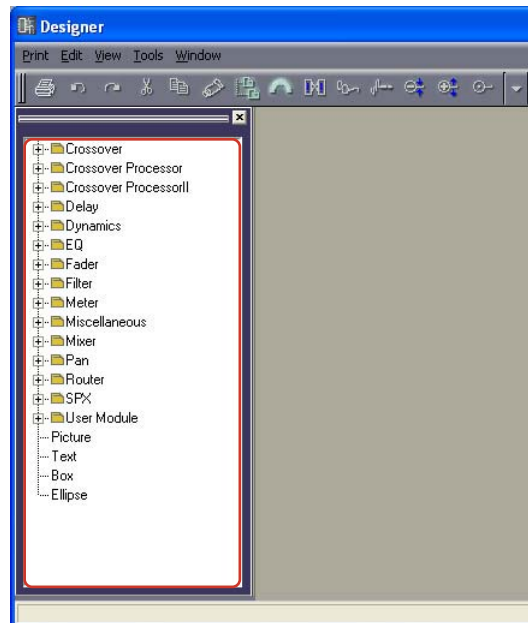 Designer
Print Edit View Tools Window
Crossover
Crossover Processor
Crossover ProcessorII
Delay
Dynamics
EQ
Fader
Filter
Meter
Miscellaneous
Mixer
Pan
Router
SPX
User Module
Picture
Text
Box
Ellipse